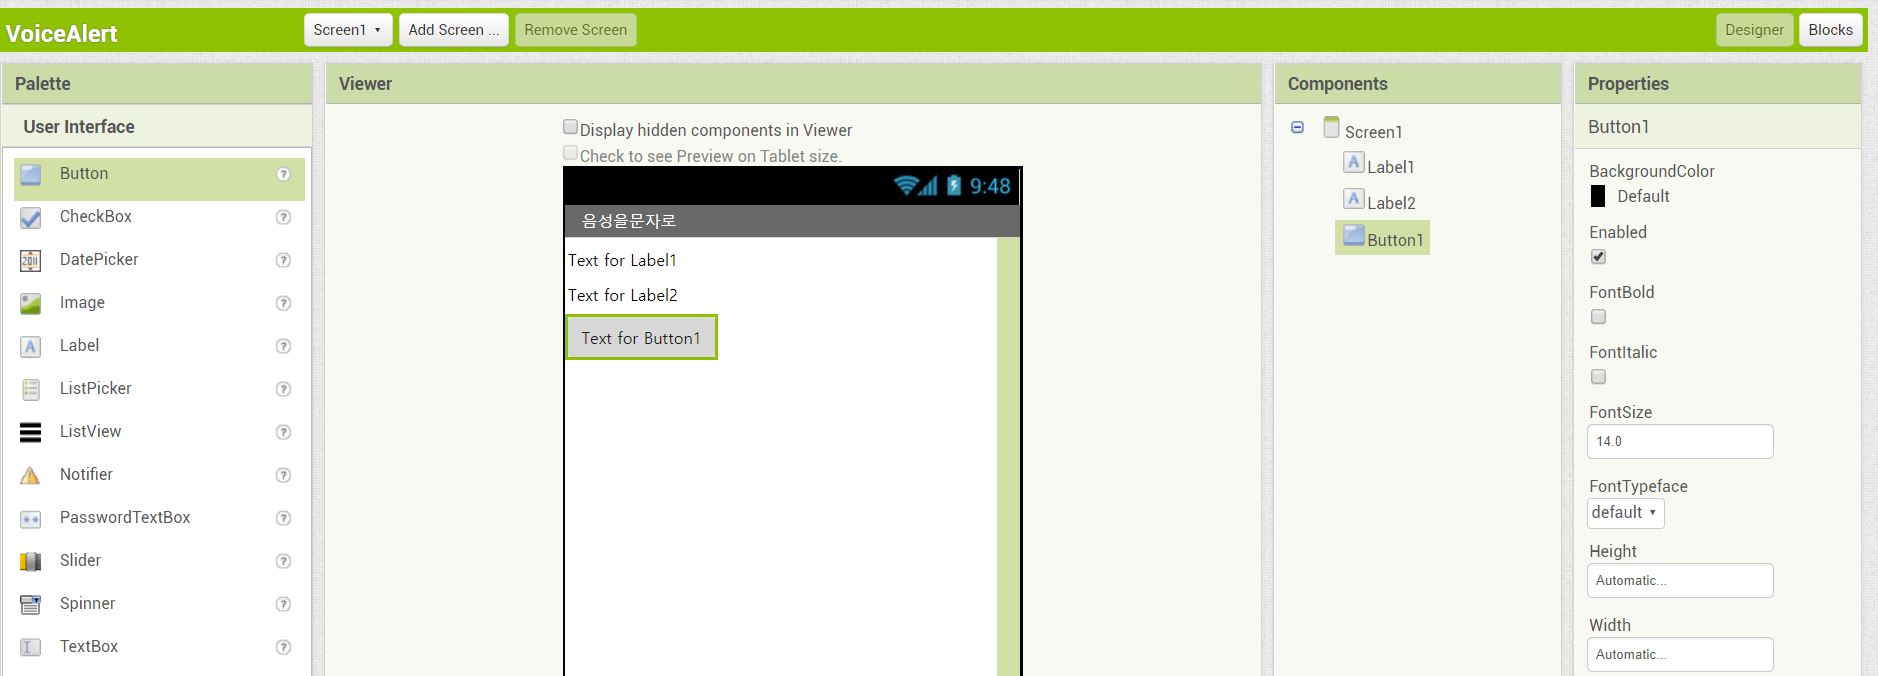 VoiceAlert
Screen1
Add Screen ...
Remove Screen
Designer
Blocks
Palette
User Interface
Button
?
CheckBox
?
DatePicker
?
Image
?
Label
?
ListPicker
?
ListView
?
Notifier
?
PasswordTextBox
?
Slider
?
Spinner
?
TextBox
?
Viewer
Display hidden components in Viewer
Check to see Preview on Tablet size.
9:48
음성을문자로
Text for Label1
Text for Label2
Text for Button1
Components
Screen1
A Label1
A Label2
Button1
Properties
Button1
BackgroundColor
Default
Enabled
FontBold
FontItalic
FontSize
14.0
FontTypeface
default
Height
Automatic...
Width
Automatic...